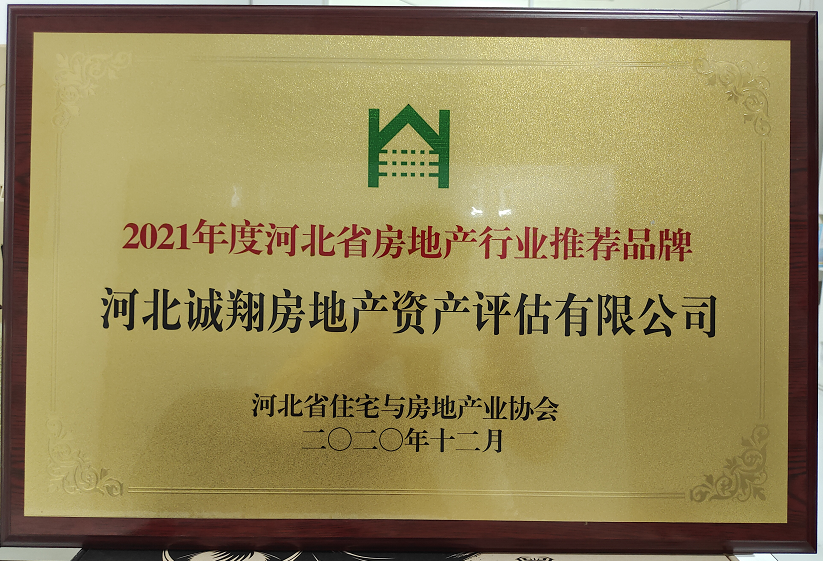 2021年度河北省房地产行业推荐品牌
河北诚翔房地产资产评估有限公司
河北省住宅与房地产业协会
二〇二〇年十二月